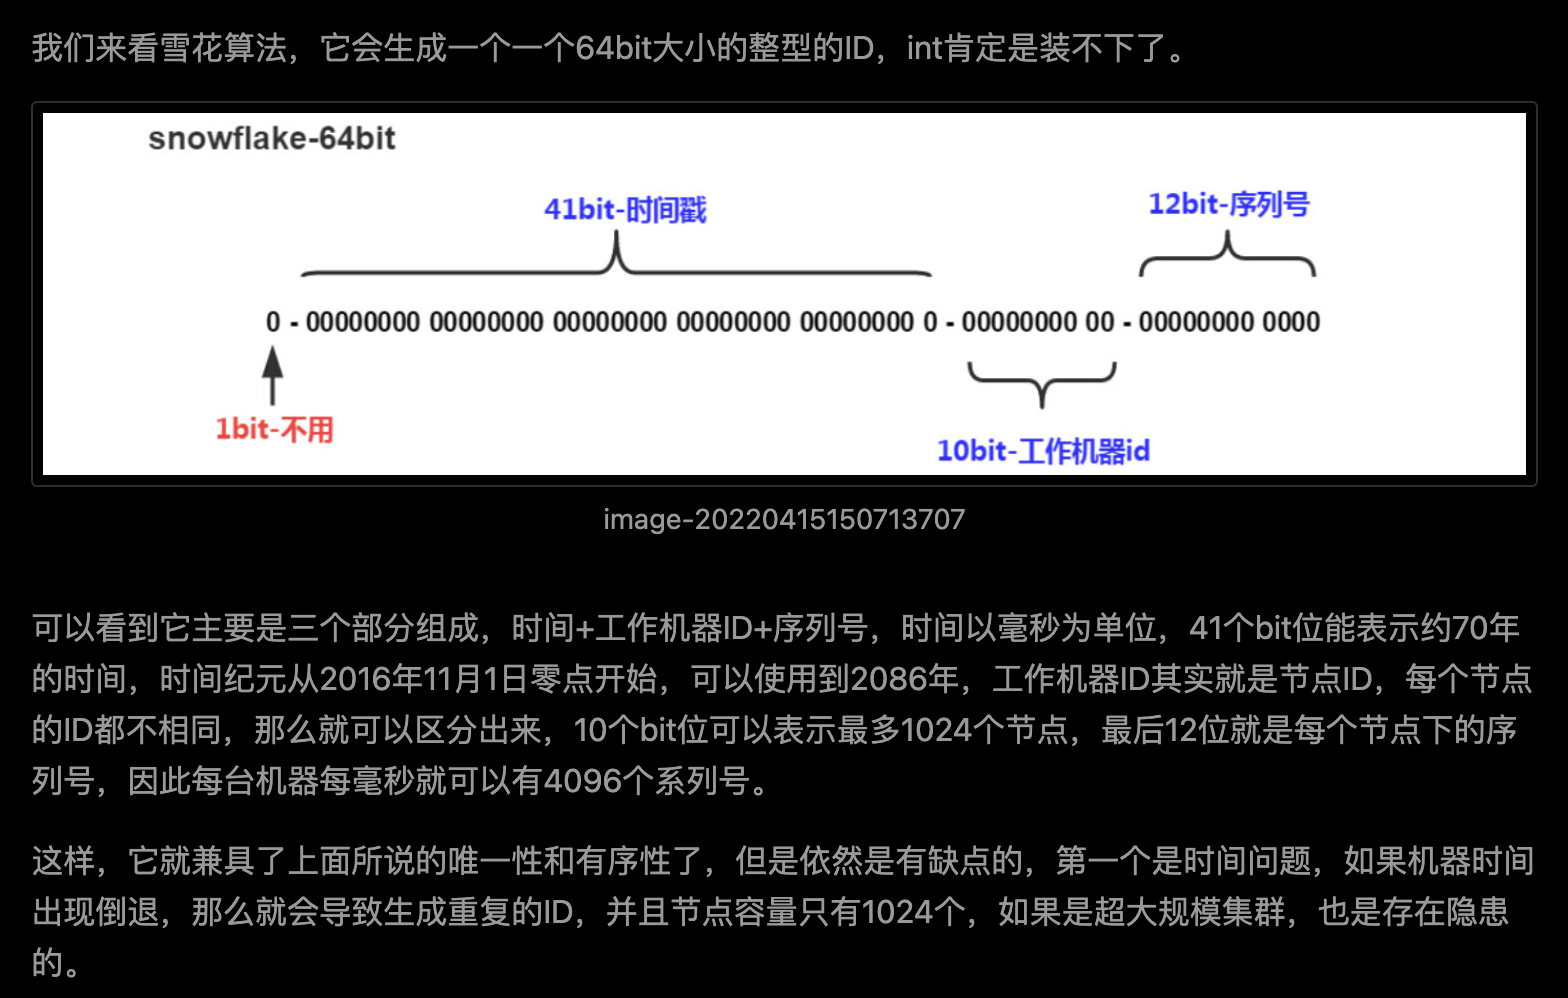 我们来看雪花算法，它会生成一个一个64bit大小的整型的ID，int肯定是装不下了。
snowflake-64bit
41bit-时间戳
12bit-序列号
0 - 00000000 00000000 00000000 00000000 00000000 0 - 00000000 00 - 00000000 0000
1bit-不用
10bit-工作机器id
image-20220415150713707
可以看到它主要是三个部分组成，时间+工作机器ID+序列号，时间以毫秒为单位，41个bit位能表示约70年
的时间，时间纪元从2016年11月1日零点开始，可以使用到2086年，工作机器ID其实就是节点ID，每个节点
的ID都不相同，那么就可以区分出来，10个bit位可以表示最多1024个节点，最后12位就是每个节点下的序
列号，因此每台机器每毫秒就可以有4096个系列号。
这样，它就兼具了上面所说的唯一性和有序性了，但是依然是有缺点的，第一个是时间问题，如果机器时间
出现倒退，那么就会导致生成重复的ID，并且节点容量只有1024个，如果是超大规模集群，也是存在隐患
的。